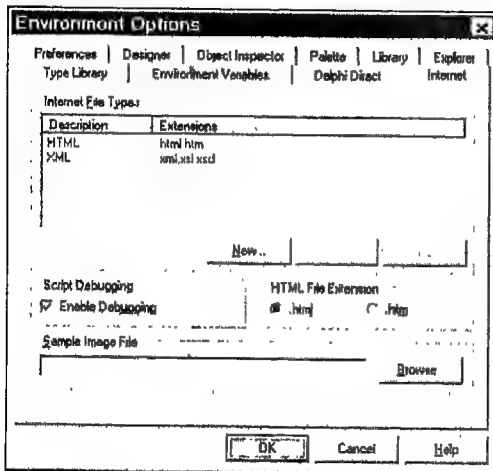 Environment Options
Preferences Designer Object Inspector Palette Library Explorer
Type Library Environment Variables Delphi Direct Internet
Internet File Types
Description Extensions
HTML html htm
XML xml,xsl xsd
New...
Script Debugging HTML File Extension
Enable Debugging .html .htm
Sample Image File
Browse
OK Cancel Help